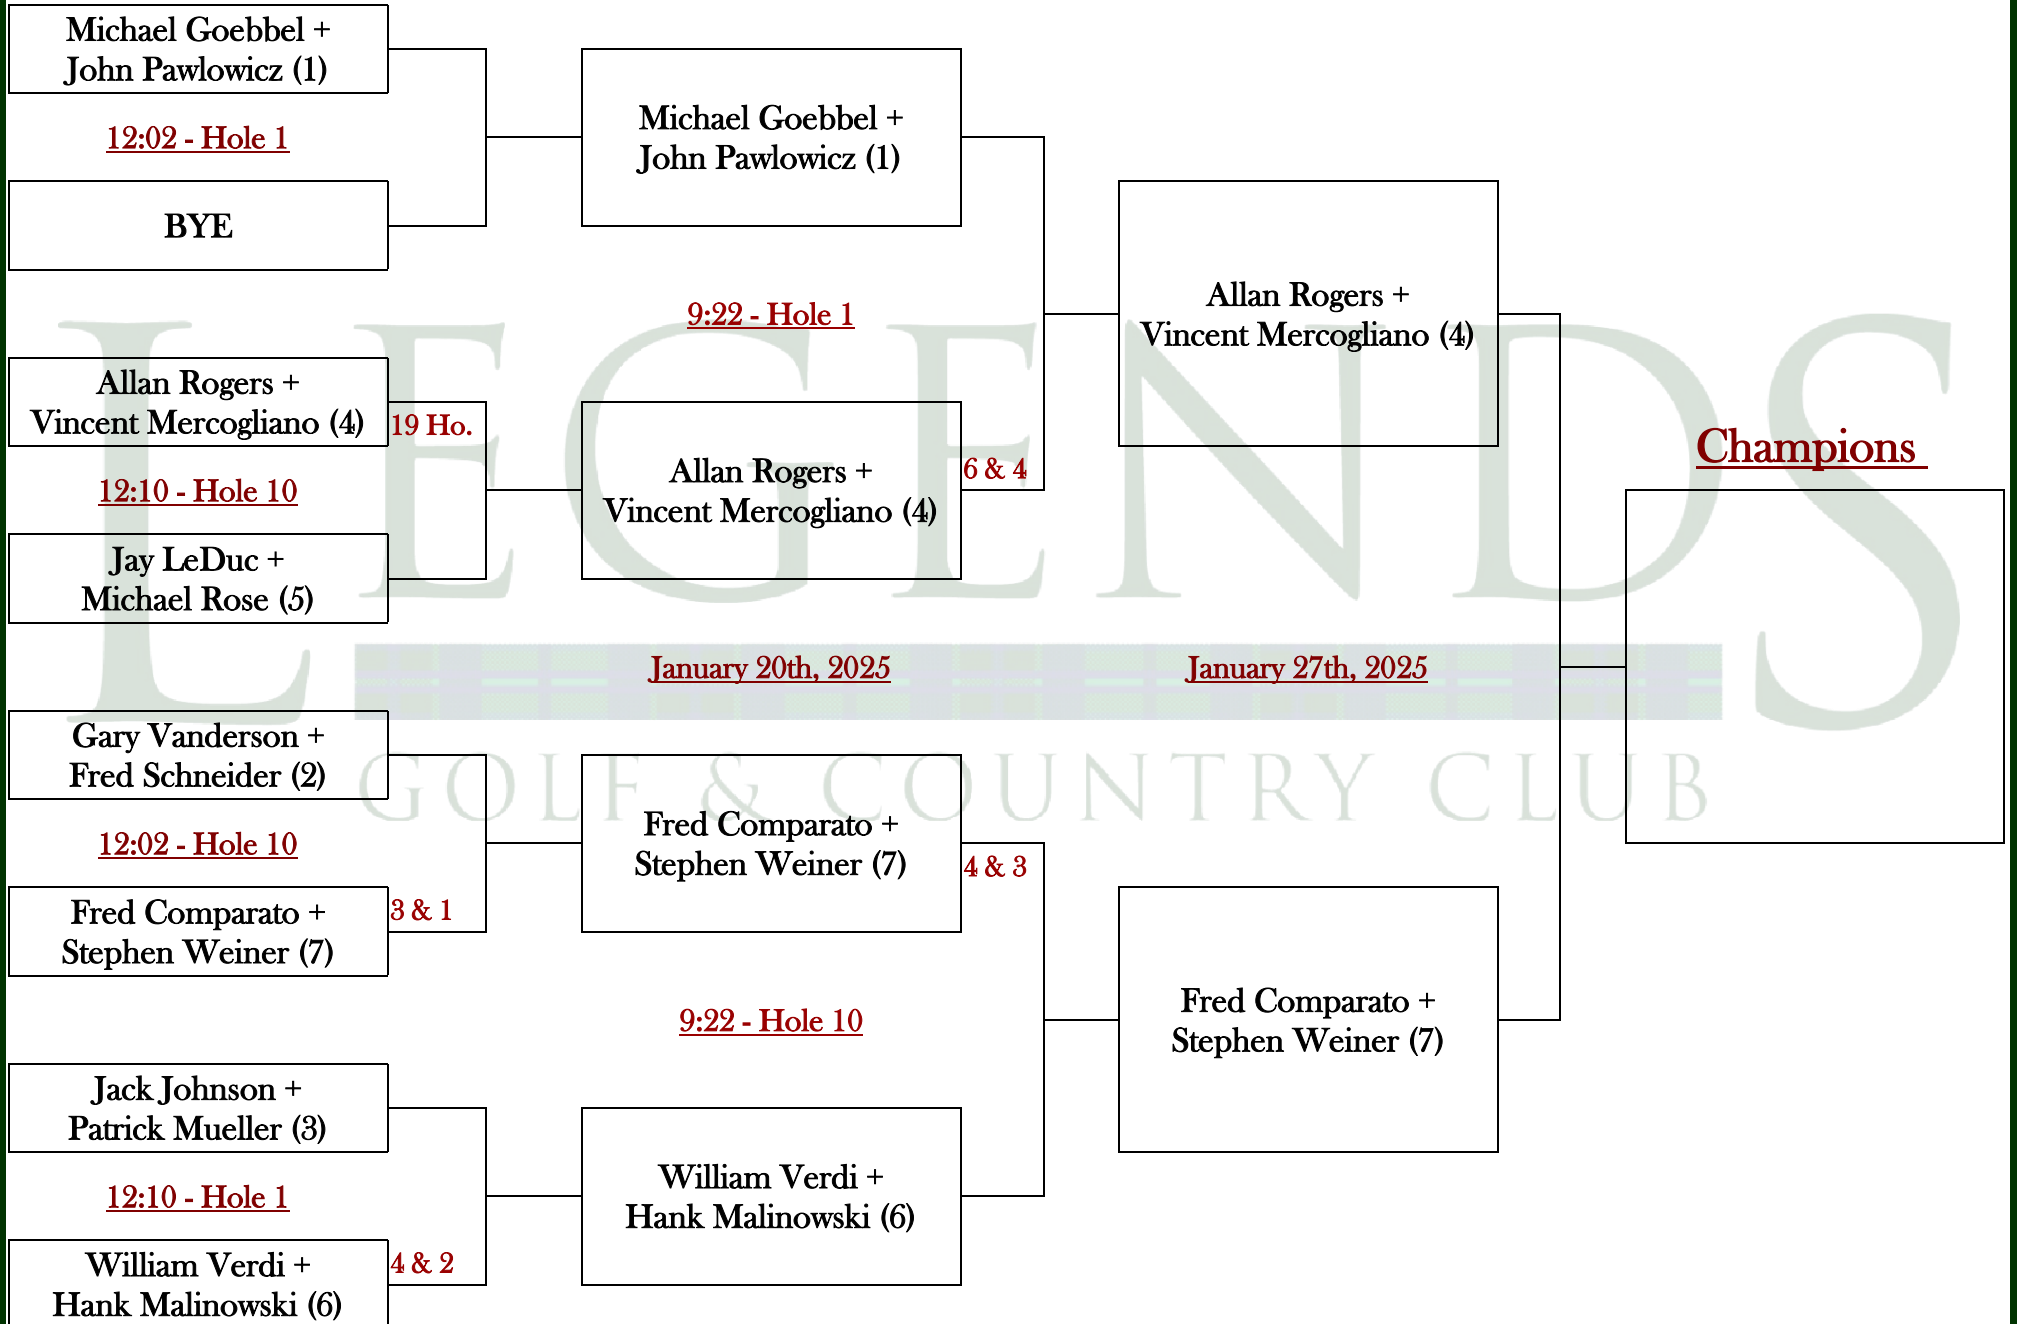 Michael Goebbel +
John Pawlowicz (1)
12:02 - Hole 1
BYE
Allan Rogers +
Vincent Mercogliano (4)
19 Ho.
12:10 - Hole 10
Jay LeDuc +
Michael Rose (5)
Gary Vanderson +
Fred Schneider (2)
12:02 - Hole 10
Fred Comparato +
Stephen Weiner (7)
3 & 1
Jack Johnson +
Patrick Mueller (3)
12:10 - Hole 1
William Verdi +
Hank Malinowski (6)
4 & 2
Michael Goebbel +
John Pawlowicz (1)
9:22 - Hole 1
Allan Rogers +
Vincent Mercogliano (4)
6 & 4
January 20th, 2025
Fred Comparato +
Stephen Weiner (7)
4 & 3
9:22 - Hole 10
William Verdi +
Hank Malinowski (6)
Allan Rogers +
Vincent Mercogliano (4)
January 27th, 2025
Fred Comparato +
Stephen Weiner (7)
Champions
LEGENDS
GOLF & COUNTRY CLUB